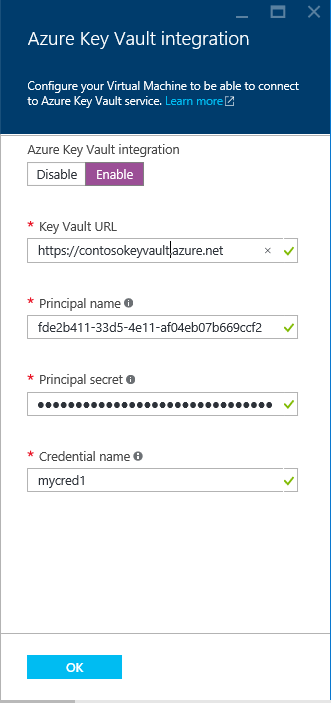 Azure Key Vault integration
Configure your Virtual Machine to be able to connect
to Azure Key Vault service. Learn more
Azure Key Vault integration
Disable Enable
* Key Vault URL
https://contosokeyvault.azure.net
* Principal name
fde2b411-33d5-4e11-af04eb07b669ccf2
* Principal secret
●●●●●●●●●●●●●●●●●●●●●●●●●●●●●●●
* Credential name
mycred1
OK